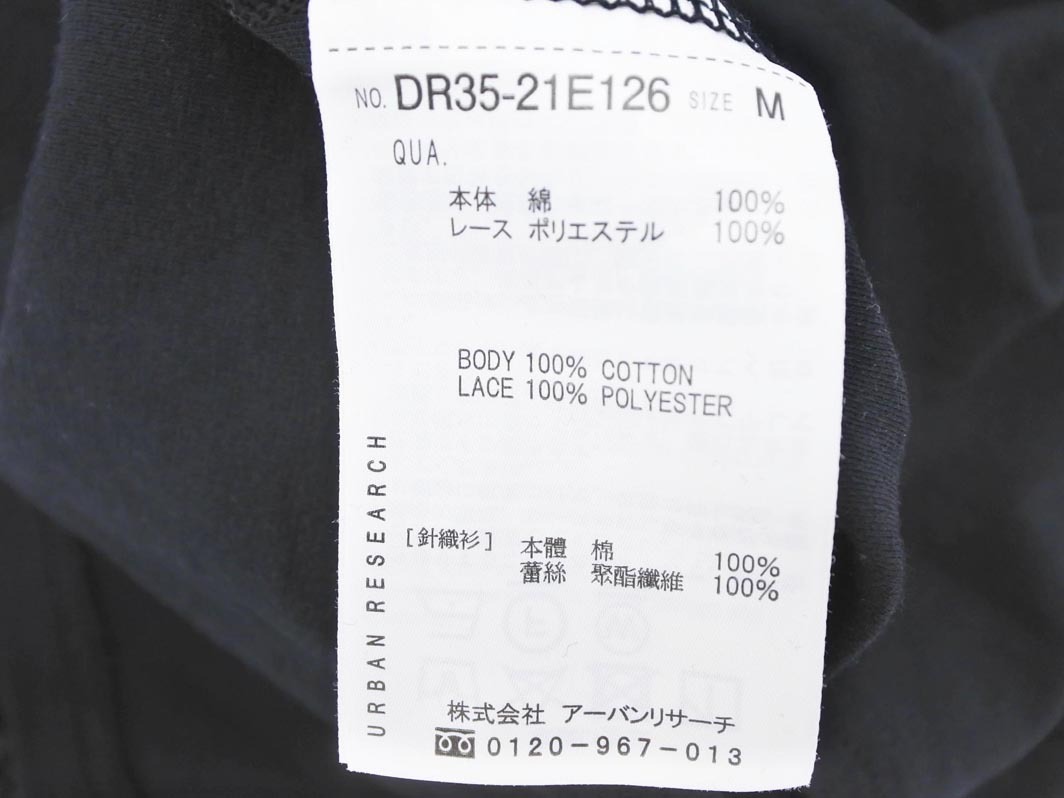 NO. DR35-21E126 SIZE M
QUA.
本体 綿 100%
レース ポリエステル 100%
BODY 100% COTTON
LACE 100% POLYESTER
URBAN RESEARCH
[針織衫] 本體 棉 100%
蕾絲 聚酯纖維 100%
株式会社 アーバンリサーチ
0120-967-013